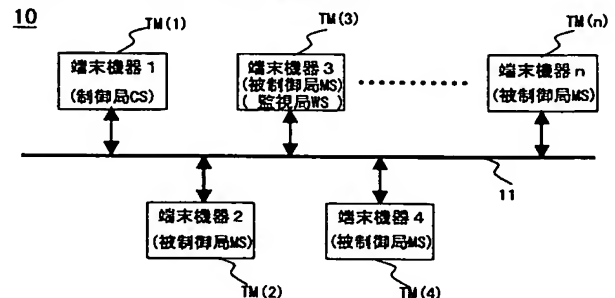 10
TM(1)
TM(3)
TM(n)
端末機器1
(制御局CS)
端末機器3
(被制御局MS)
(監視局WS)
端末機器n
(被制御局MS)
11
端末機器2
(被制御局MS)
端末機器4
(被制御局MS)
TM(2)
TM(4)